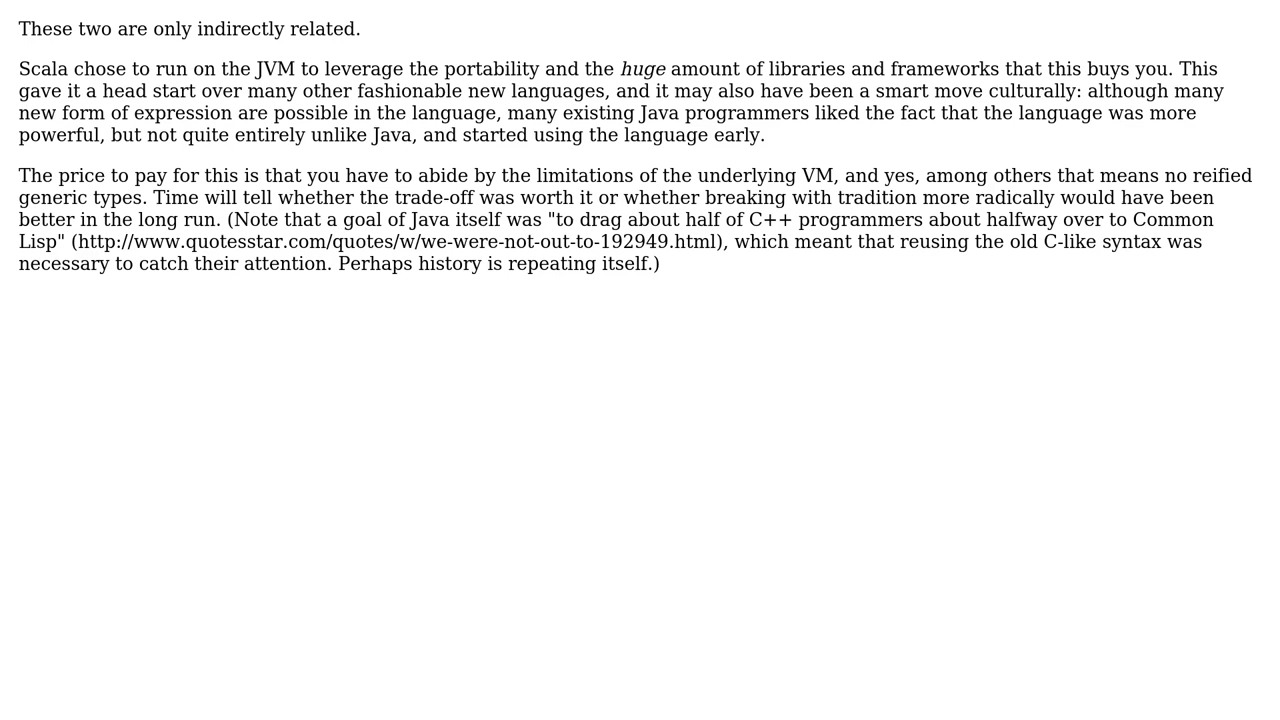 These two are only indirectly related.
Scala chose to run on the JVM to leverage the portability and the huge amount of libraries and frameworks that this buys you. This
gave it a head start over many other fashionable new languages, and it may also have been a smart move culturally: although many
new form of expression are possible in the language, many existing Java programmers liked the fact that the language was more
powerful, but not quite entirely unlike Java, and started using the language early.
The price to pay for this is that you have to abide by the limitations of the underlying VM, and yes, among others that means no reified
generic types. Time will tell whether the trade-off was worth it or whether breaking with tradition more radically would have been
better in the long run. (Note that a goal of Java itself was "to drag about half of C++ programmers about halfway over to Common
Lisp" (http://www.quotesstar.com/quotes/w/we-were-not-out-to-192949.html), which meant that reusing the old C-like syntax was
necessary to catch their attention. Perhaps history is repeating itself.)